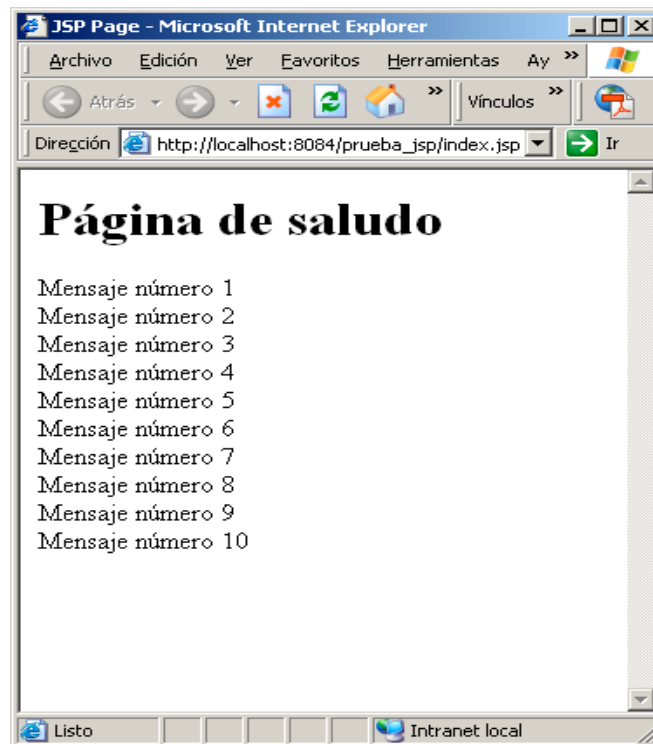 JSP Page - Microsoft Internet Explorer
Archivo Edición Ver Favoritos Herramientas Ay »
Atrás » Vínculos »
Dirección http://localhost:8084/prueba_jsp/index.jsp Ir
Página de saludo
Mensaje número 1
Mensaje número 2
Mensaje número 3
Mensaje número 4
Mensaje número 5
Mensaje número 6
Mensaje número 7
Mensaje número 8
Mensaje número 9
Mensaje número 10
Listo Intranet local